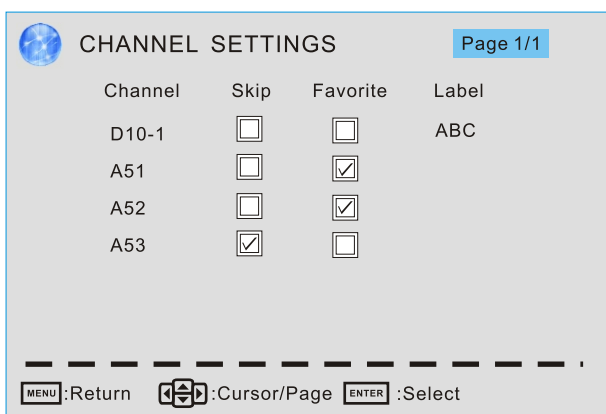 CHANNEL SETTINGS Page 1/1
Channel Skip Favorite Label
D10-1 ABC
A51
A52
A53
MENU :Return :Cursor/Page ENTER :Select